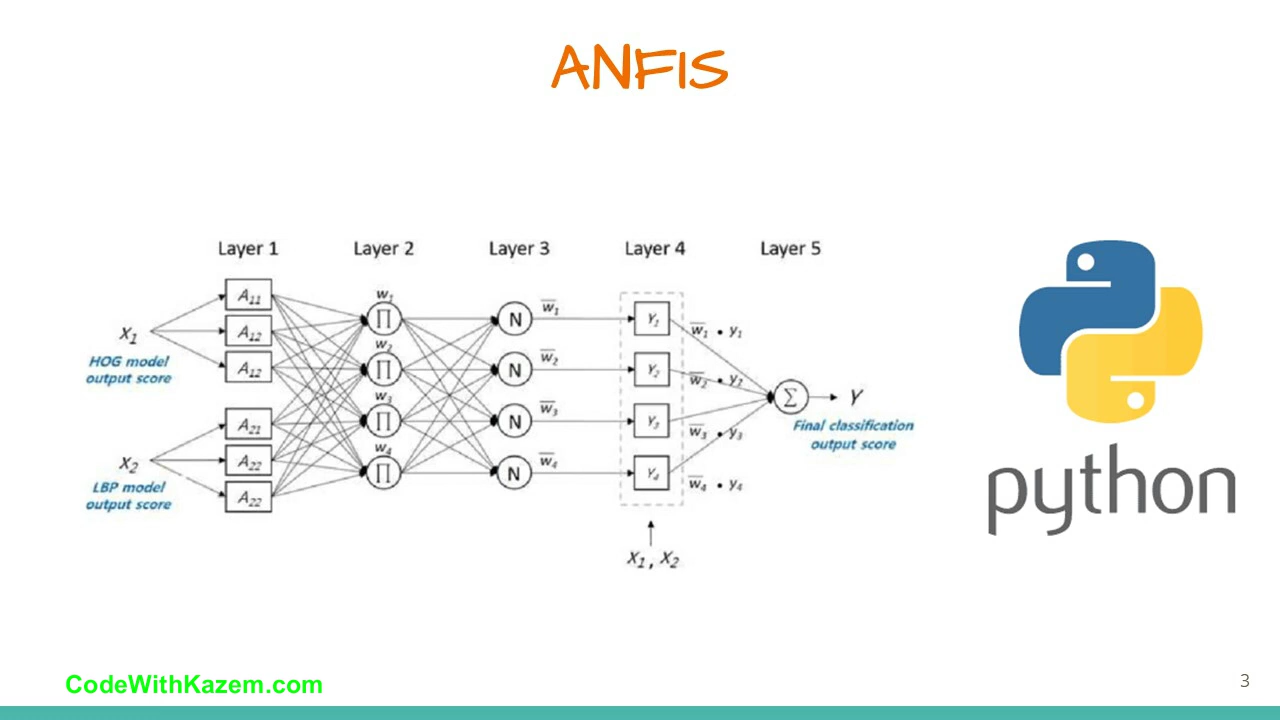 ANFIS
Layer 1 Layer 2 Layer 3 Layer 4 Layer 5
X1
HOG model
output score
X2
LBP model
output score
A11
A12
A12
A21
A22
A22
w1
∏
w2
∏
w3
∏
w4
∏
N
N
N
N
w̅1
w̅2
w̅3
w̅4
Y1
Y2
Y3
Y4
X1, X2
w̅1 • y1
w̅2 • y2
w̅3 • y3
w̅4 • y4
Σ
Y
Final classification
output score
python
CodeWithKazem.com
3